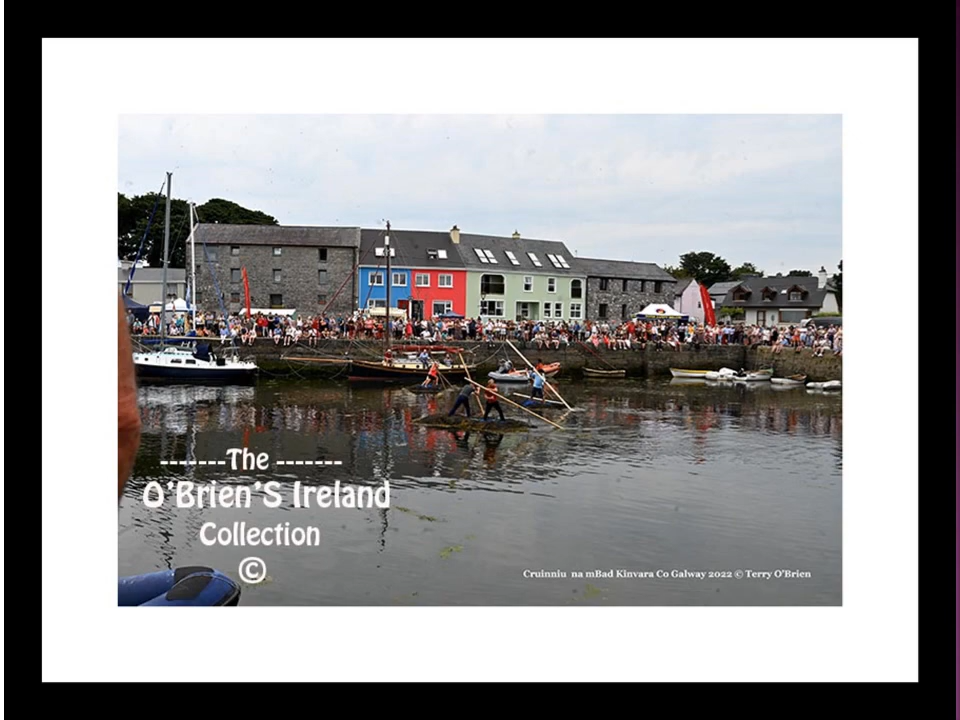 -------The -------
O'Brien'S Ireland
Collection
©
Cruinniu na mBad Kinvara Co Galway 2022 © Terry O'Brien